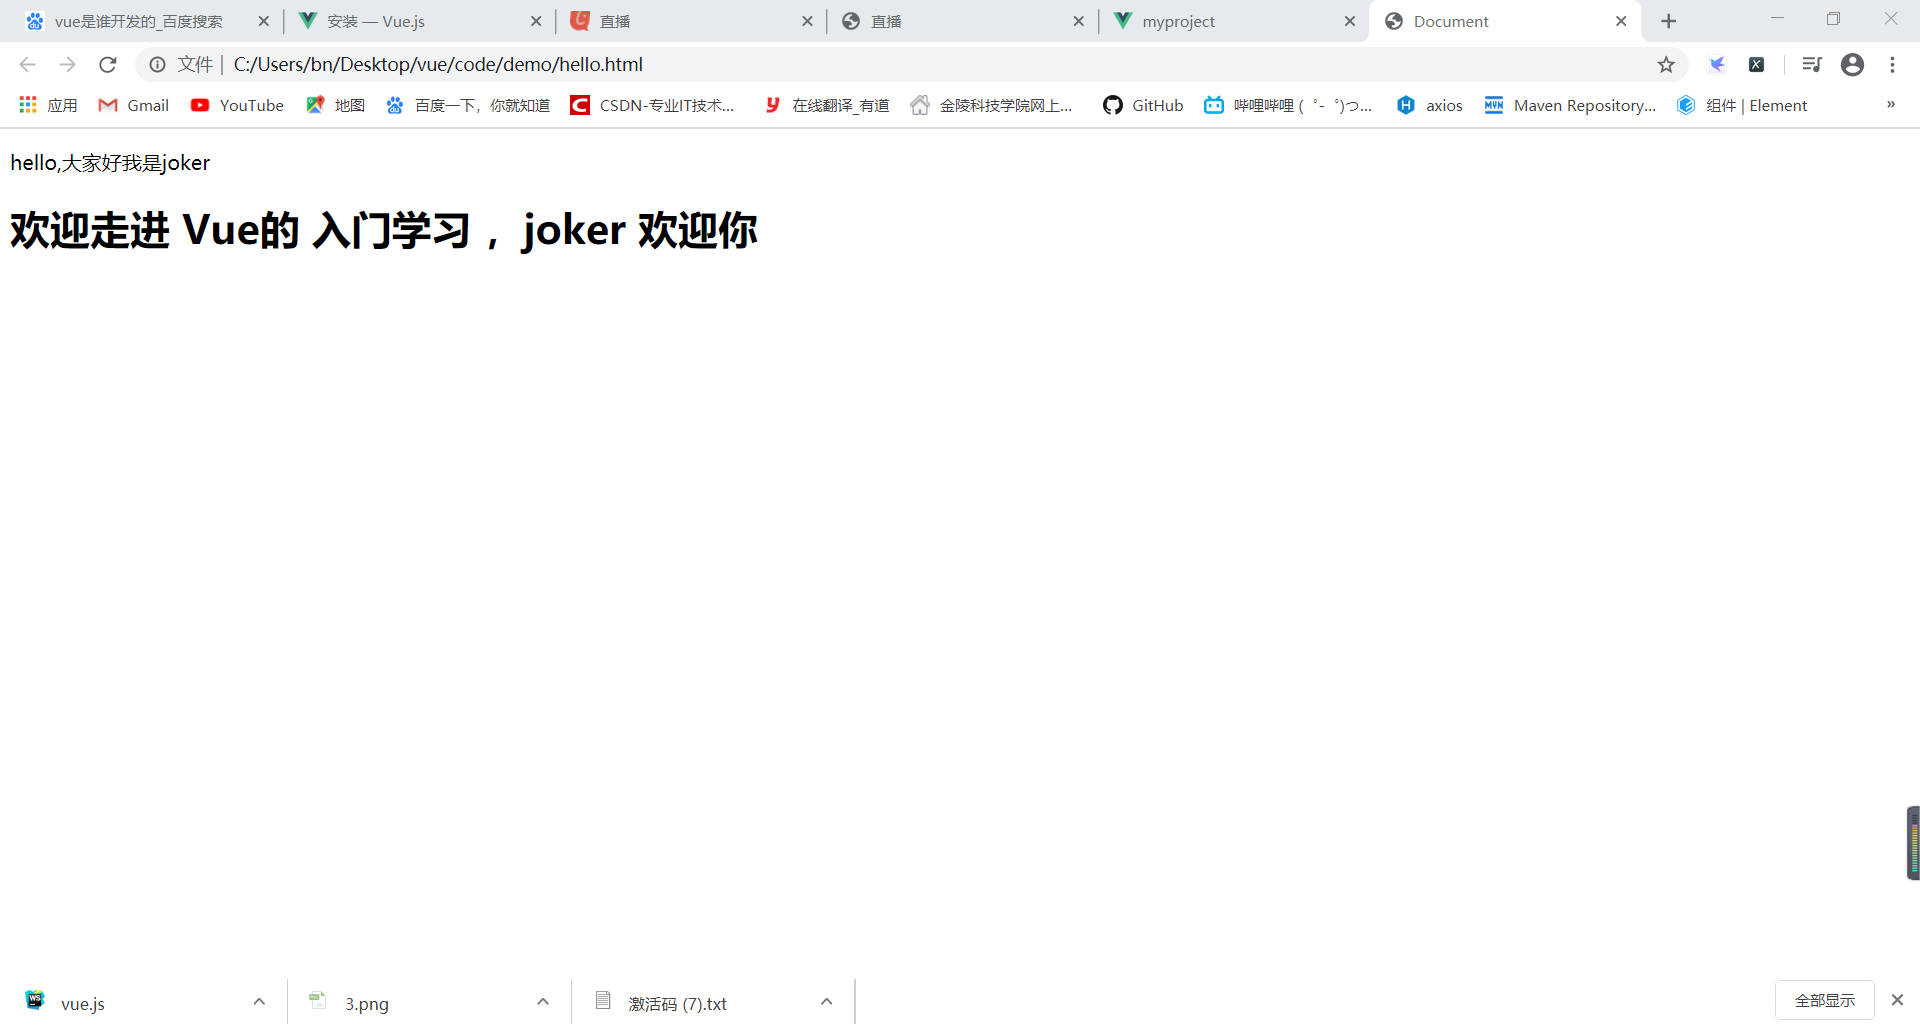 vue是谁开发的_百度搜索
安装 — Vue.js
直播
直播
myproject
Document
文件 | C:/Users/bn/Desktop/vue/code/demo/hello.html
应用
Gmail
YouTube
地图
百度一下，你就知道
CSDN-专业IT技术...
在线翻译_有道
金陵科技学院网上...
GitHub
哔哩哔哩 ( ゜- ゜)つ...
axios
Maven Repository...
组件 | Element
»
hello,大家好我是joker
欢迎走进 Vue的 入门学习 ，joker 欢迎你
vue.js
3.png
激活码 (7).txt
全部显示